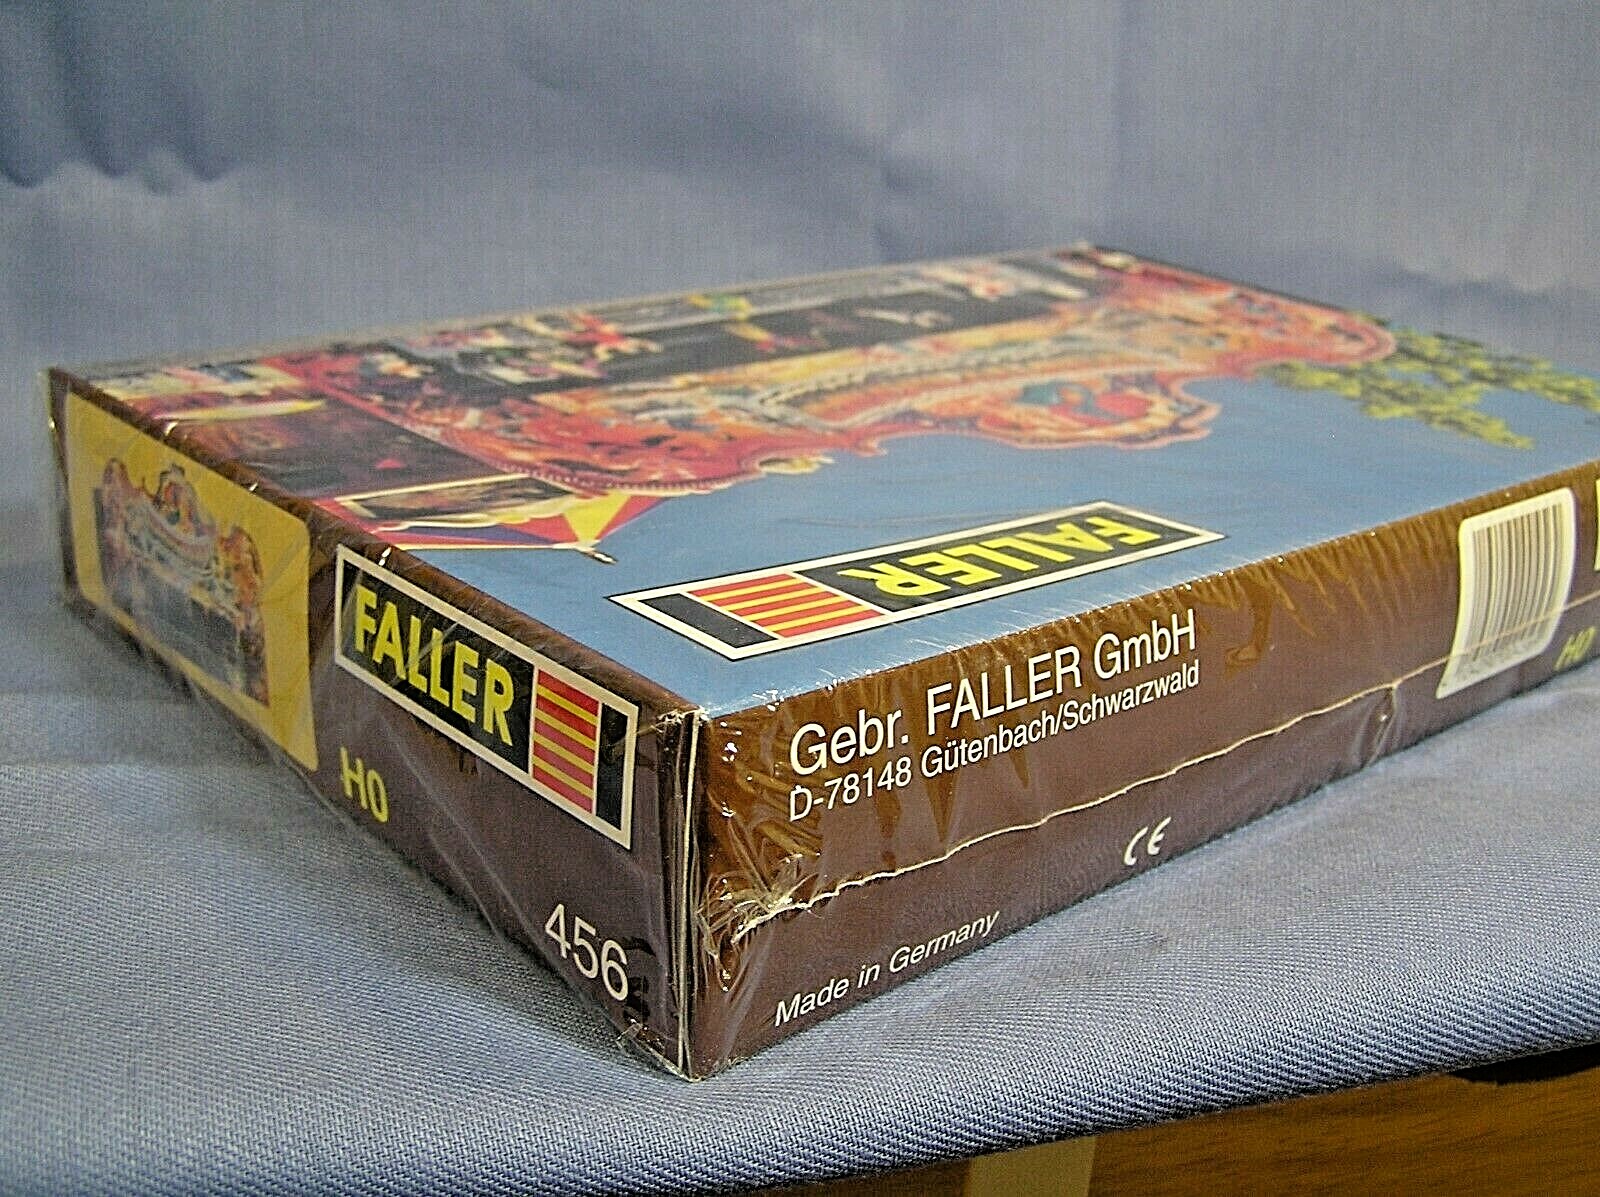 FALLER
FALLER
H0
456
Gebr. FALLER GmbH
D-78148 Gütenbach/Schwarzwald
CE
Made in Germany
H0